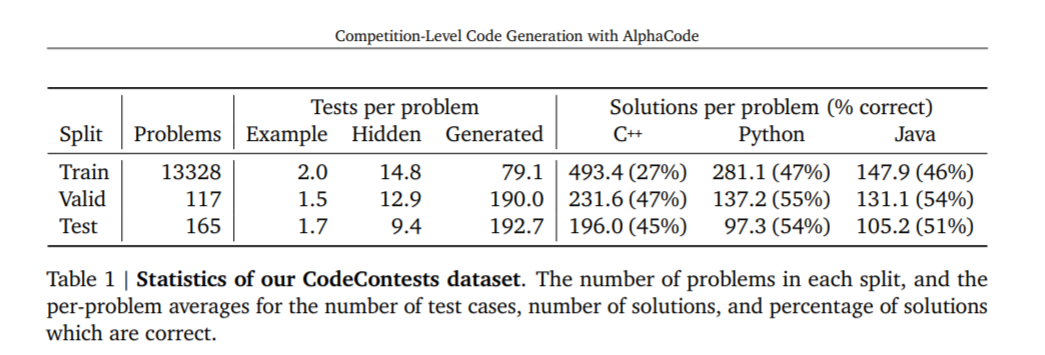 Competition-Level Code Generation with AlphaCode
Tests per problem Solutions per problem (% correct)
Split Problems Example Hidden Generated C++ Python Java
Train 13328 2.0 14.8 79.1 493.4 (27%) 281.1 (47%) 147.9 (46%)
Valid 117 1.5 12.9 190.0 231.6 (47%) 137.2 (55%) 131.1 (54%)
Test 165 1.7 9.4 192.7 196.0 (45%) 97.3 (54%) 105.2 (51%)
Table 1 | Statistics of our CodeContests dataset. The number of problems in each split, and the
per-problem averages for the number of test cases, number of solutions, and percentage of solutions
which are correct.